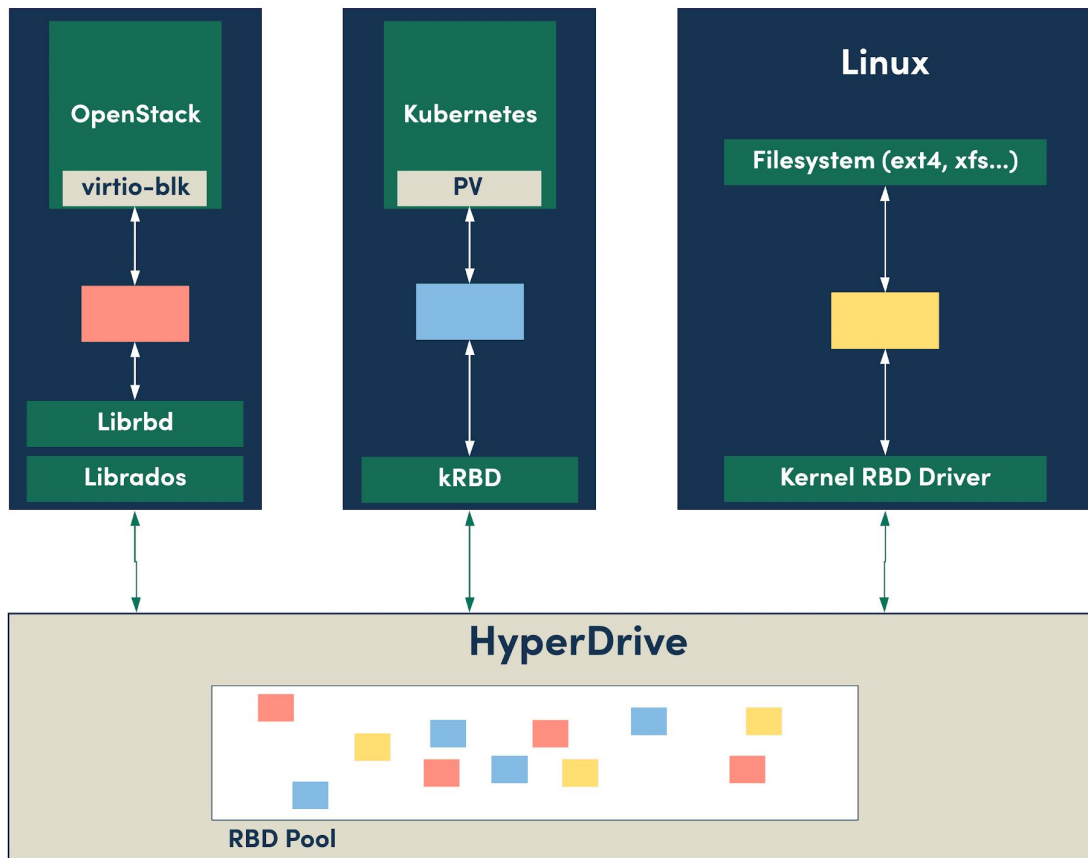 OpenStack
virtio-blk
Librbd
Librados
Kubernetes
PV
kRBD
Linux
Filesystem (ext4, xfs...)
Kernel RBD Driver
HyperDrive
RBD Pool